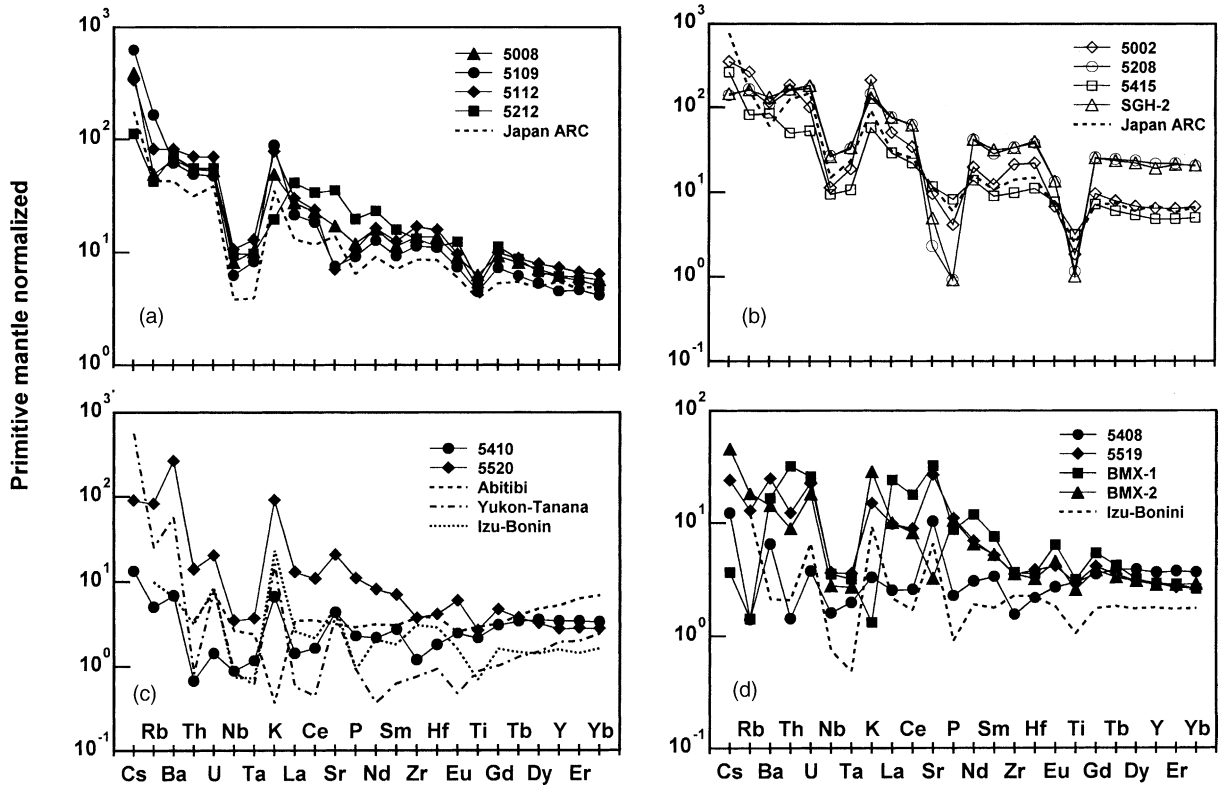 Primitive mantle normalized
10³
10²
10¹
10⁰
5008
5109
5112
5212
Japan ARC
(a)
10³
10²
10¹
10⁰
10⁻¹
5002
5208
5415
SGH-2
Japan ARC
(b)
10³
10²
10¹
10⁰
10⁻¹
5410
5520
Abitibi
Yukon-Tanana
Izu-Bonin
(c)
Rb Th Nb K Ce P Sm Hf Ti Tb Y Yb
Cs Ba U Ta La Sr Nd Zr Eu Gd Dy Er
10²
10¹
10⁰
10⁻¹
5408
5519
BMX-1
BMX-2
Izu-Bonini
(d)
Rb Th Nb K Ce P Sm Hf Ti Tb Y Yb
Cs Ba U Ta La Sr Nd Zr Eu Gd Dy Er